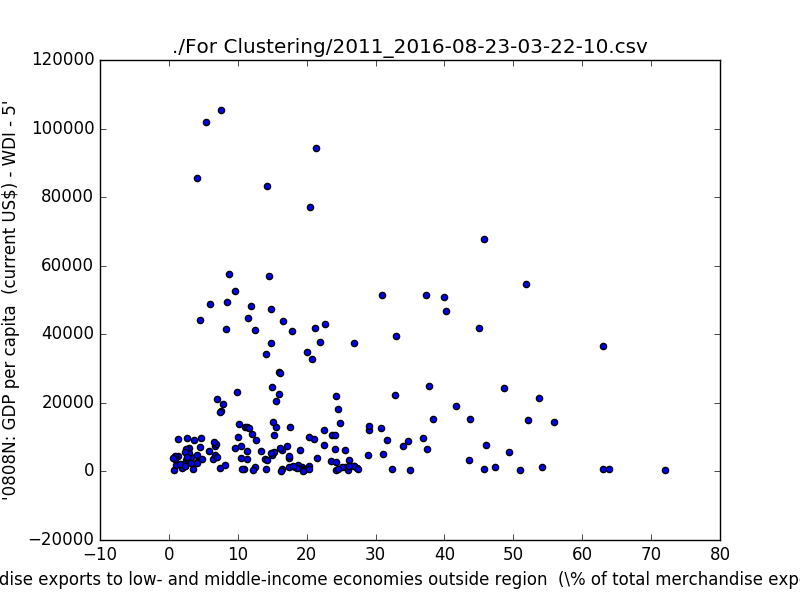 ./For Clustering/2011_2016-08-23-03-22-10.csv
'0808N: GDP per capita  (current US$) - WDI - 5'
120000
100000
80000
60000
40000
20000
0
−20000
−10 0 10 20 30 40 50 60 70 80
dise exports to low- and middle-income economies outside region  (\% of total merchandise expo